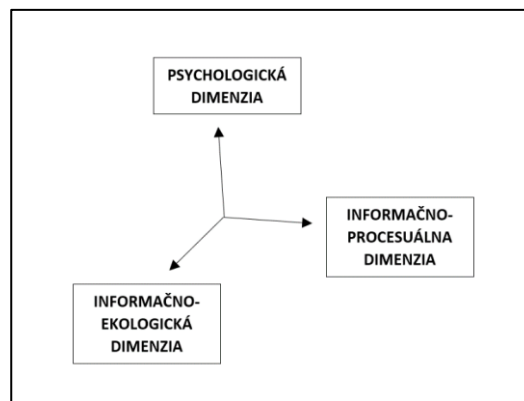 PSYCHOLOGICKÁ
DIMENZIA
INFORMAČNO-
PROCESUÁLNA
DIMENZIA
INFORMAČNO-
EKOLOGICKÁ
DIMENZIA